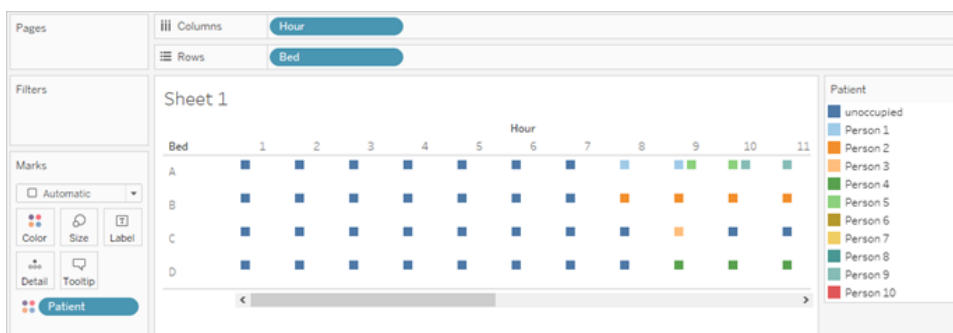 Pages
Columns Hour
Rows Bed
Filters
Sheet 1
Patient
unoccupied
Person 1
Person 2
Person 3
Person 4
Person 5
Person 6
Person 7
Person 8
Person 9
Person 10
Hour
Bed 1 2 3 4 5 6 7 8 9 10 11
A
B
C
D
Marks
Automatic
Color Size Label
Detail Tooltip
Patient